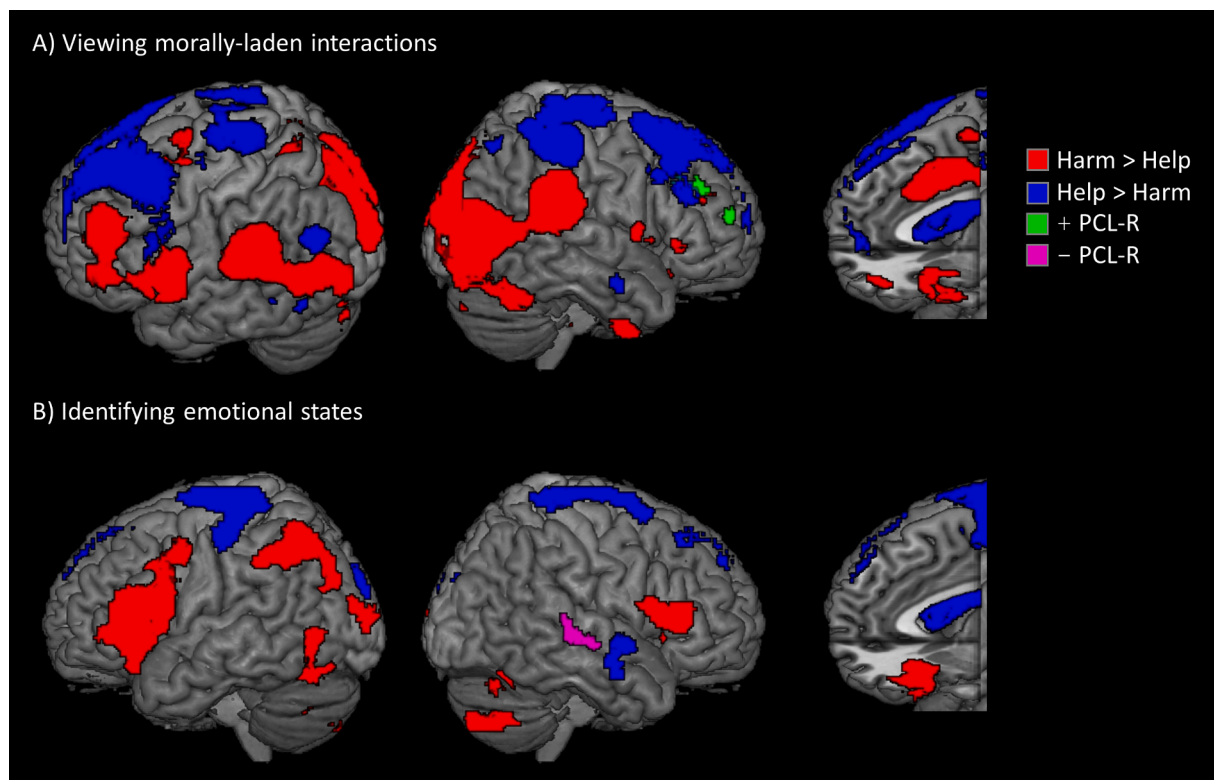 A) Viewing morally-laden interactions
Harm > Help
Help > Harm
+ PCL-R
− PCL-R
B) Identifying emotional states